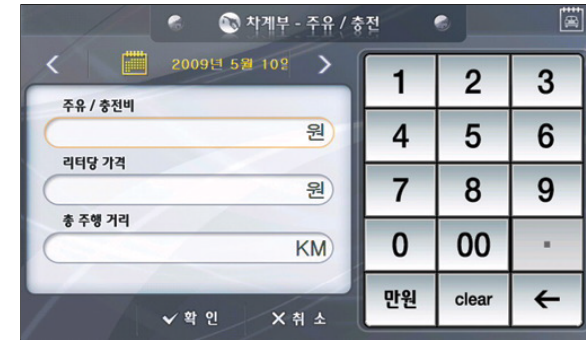 차계부 - 주유 / 충전
2009년 5월 10일
주유 / 충전비
원
리터당 가격
원
총 주행 거리
KM
✓ 확 인
X 취 소
1 2 3
4 5 6
7 8 9
0 00 .
만원 clear ←